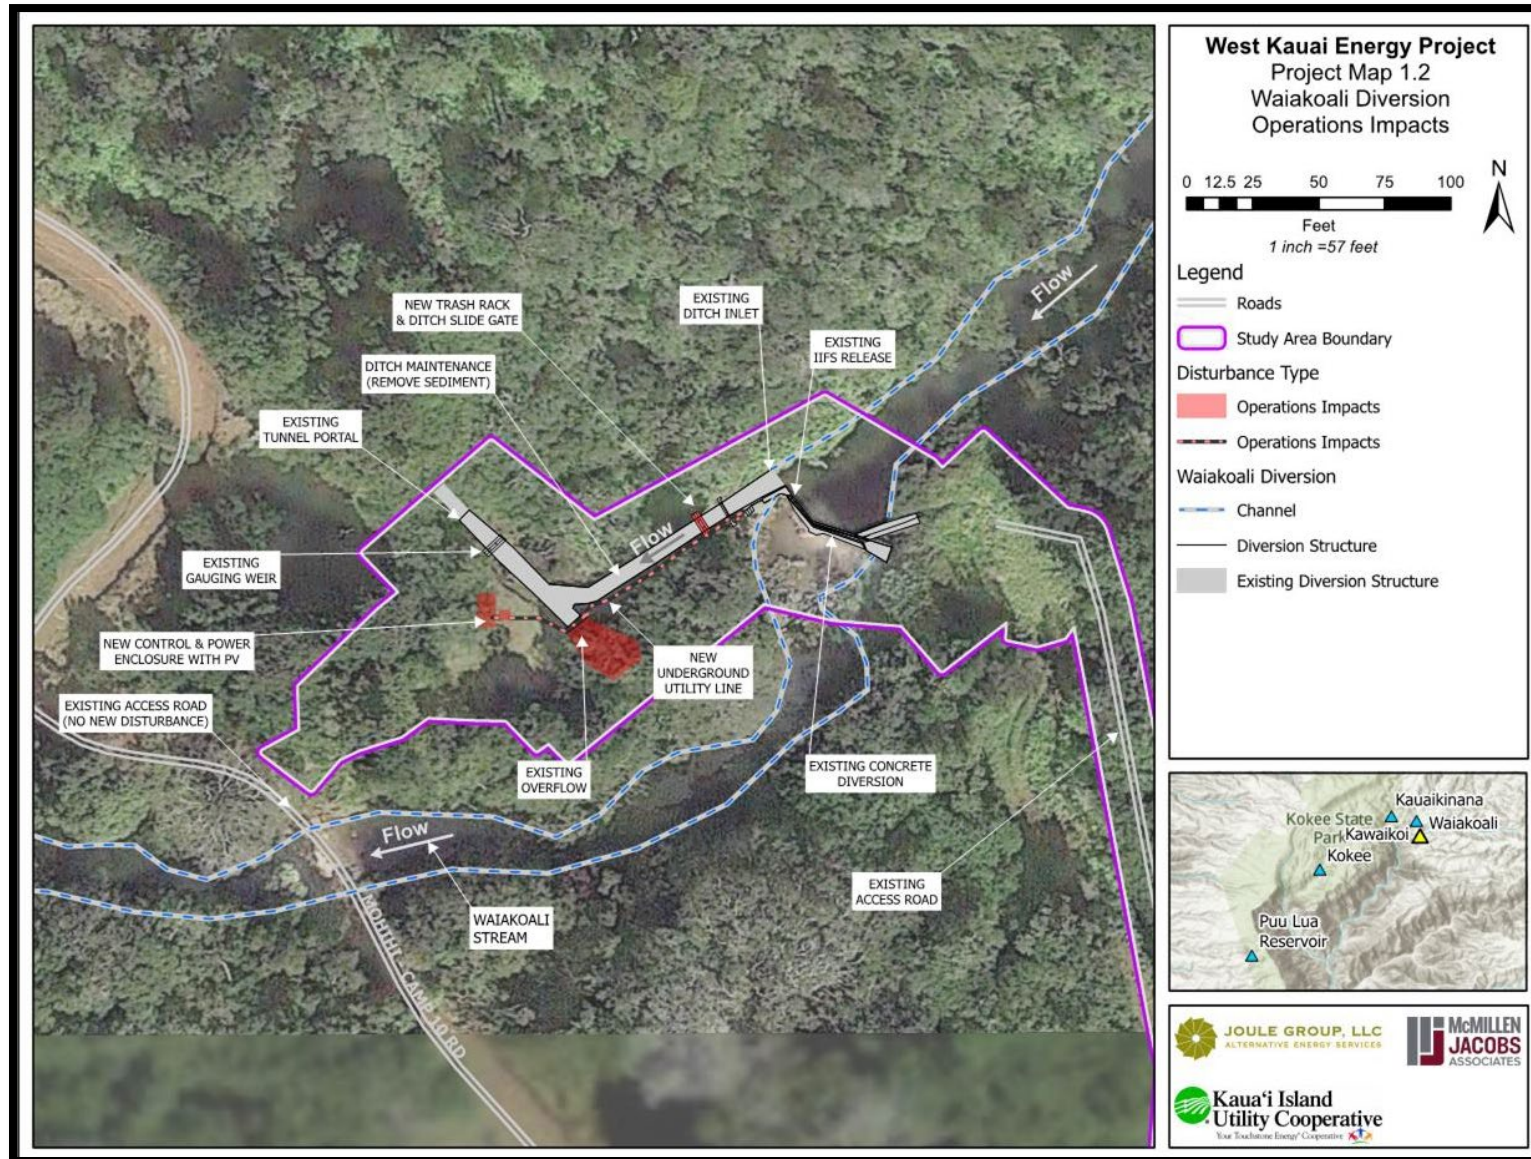 West Kauai Energy Project
Project Map 1.2
Waiakoali Diversion
Operations Impacts
0 12.5 25 50 75 100
Feet
1 inch =57 feet
N
Legend
Roads
Study Area Boundary
Disturbance Type
Operations Impacts
Operations Impacts
Waiakoali Diversion
Channel
Diversion Structure
Existing Diversion Structure
Flow
NEW TRASH RACK
& DITCH SLIDE GATE
EXISTING
DITCH INLET
EXISTING
IIFS RELEASE
DITCH MAINTENANCE
(REMOVE SEDIMENT)
EXISTING
TUNNEL PORTAL
Flow
EXISTING
GAUGING WEIR
NEW CONTROL & POWER
ENCLOSURE WITH PV
NEW
UNDERGROUND
UTILITY LINE
EXISTING ACCESS ROAD
(NO NEW DISTURBANCE)
EXISTING
OVERFLOW
EXISTING CONCRETE
DIVERSION
Flow
EXISTING
ACCESS ROAD
WAIAKOALI
STREAM
MOHIHI_CAMP 10 RD
Kauaikinana
Kokee State
Park
Waiakoali
Kawaikoi
Kokee
Puu Lua
Reservoir
JOULE GROUP, LLC
ALTERNATIVE ENERGY SERVICES
McMILLEN
JACOBS
ASSOCIATES
Kauaʻi Island
Utility Cooperative
Your Touchstone Energy® Cooperative